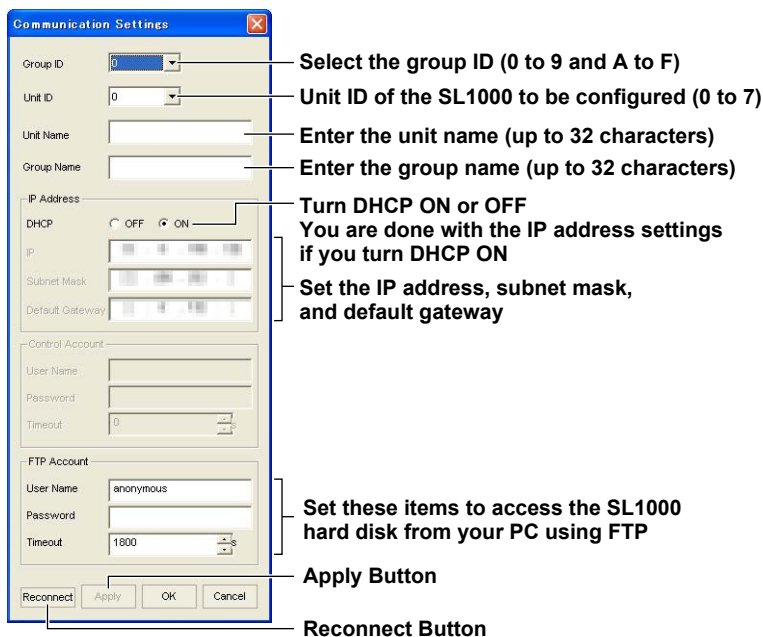 Communication Settings
Group ID 0 Select the group ID (0 to 9 and A to F)
Unit ID 0 Unit ID of the SL1000 to be configured (0 to 7)
Unit Name Enter the unit name (up to 32 characters)
Group Name Enter the group name (up to 32 characters)
IP Address
DHCP OFF ON Turn DHCP ON or OFF
You are done with the IP address settings
if you turn DHCP ON
IP
Subnet Mask
Default Gateway
Set the IP address, subnet mask,
and default gateway
Control Account
User Name
Password
Timeout 0 s
FTP Account
User Name anonymous
Password
Timeout 1800 s
Set these items to access the SL1000
hard disk from your PC using FTP
Reconnect Apply OK Cancel
Apply Button
Reconnect Button